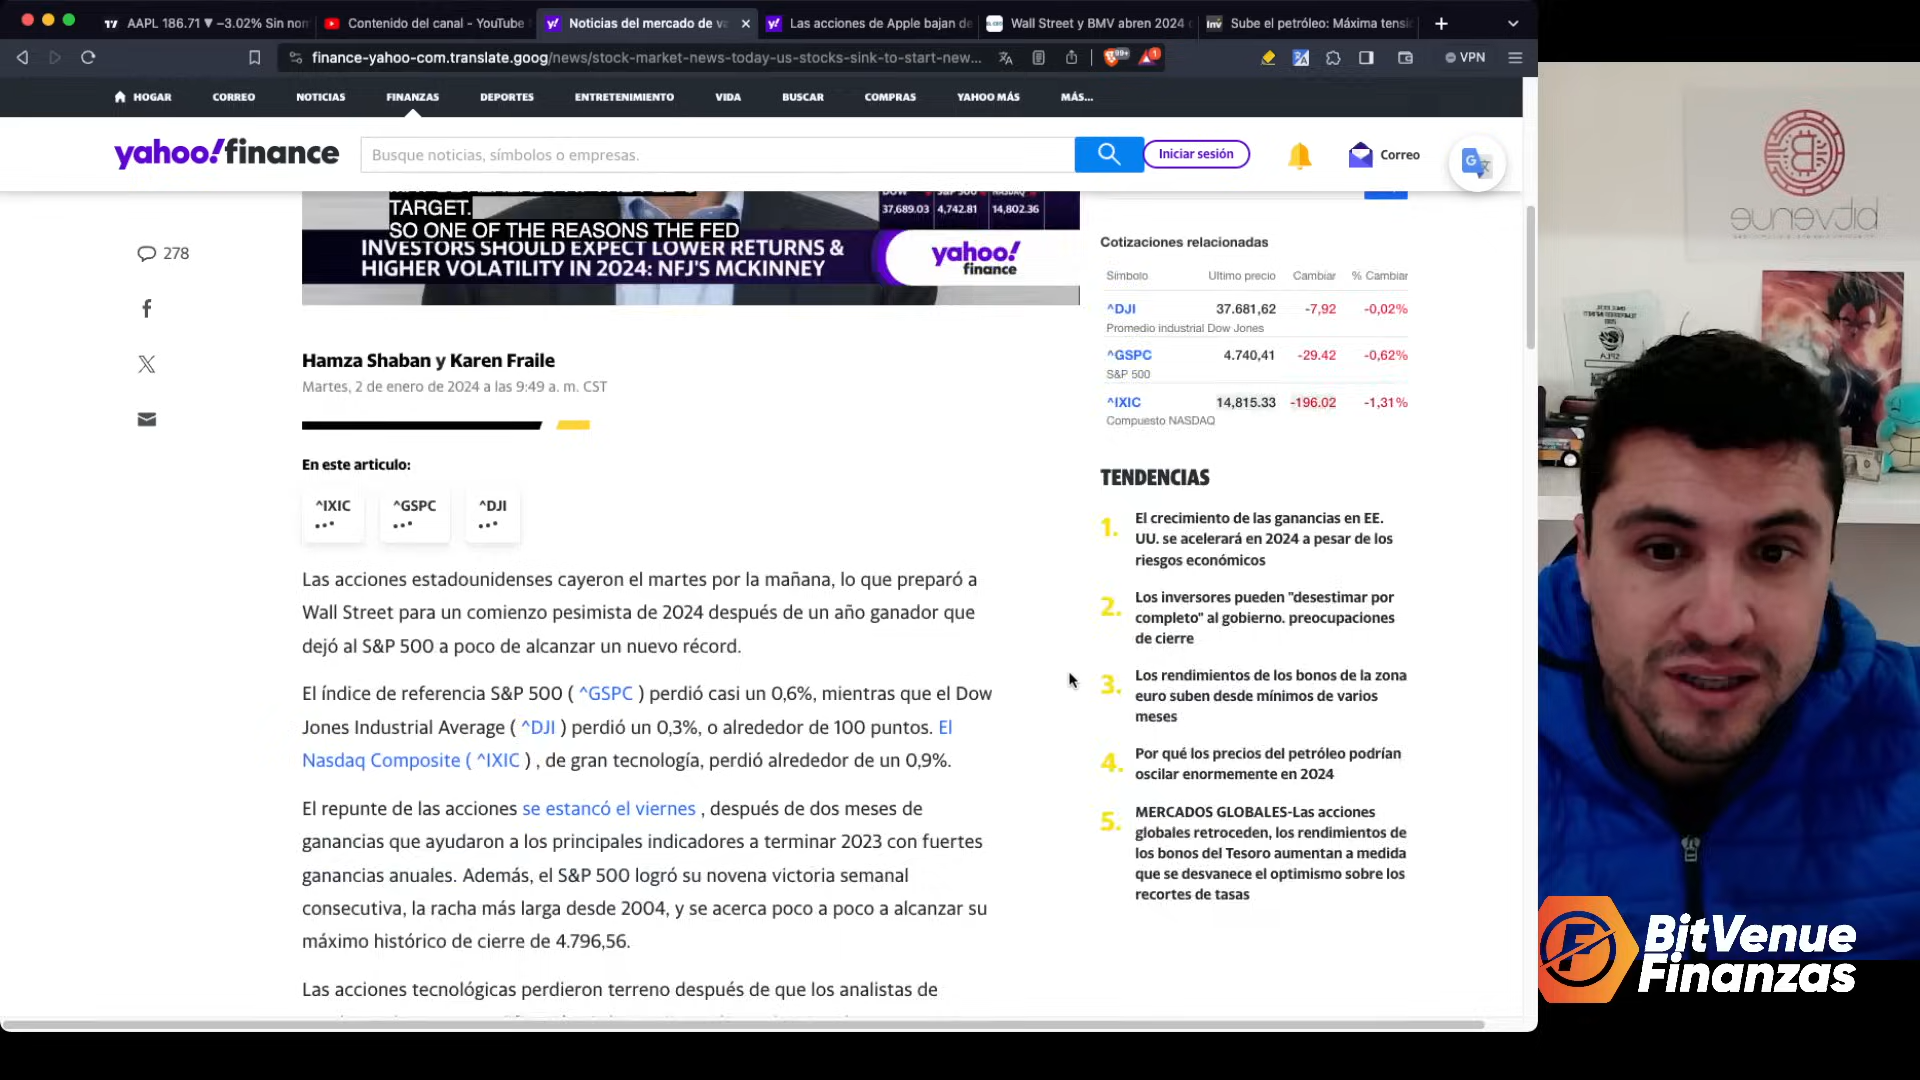 AAPL 186.71 ▼ −3.02% Sin nom
Contenido del canal - YouTube
Noticias del mercado de va
Las acciones de Apple bajan de
Wall Street y BMV abren 2024 c
Sube el petróleo: Máxima tensi
finance-yahoo-com.translate.goog/news/stock-market-news-today-us-stocks-sink-to-start-new...
99+
1
VPN
HOGAR
CORREO
NOTICIAS
FINANZAS
DEPORTES
ENTRETENIMIENTO
VIDA
BUSCAR
COMPRAS
YAHOO MÁS
MÁS...
yahoo!finance
Busque noticias, símbolos o empresas.
Iniciar sesión
Correo
TARGET.
SO ONE OF THE REASONS THE FED
INVESTORS SHOULD EXPECT LOWER RETURNS &
HIGHER VOLATILITY IN 2024: NFJ'S MCKINNEY
DOW
S&P 500
NASDAQ
37,689.03
4,742.81
14,802.36
yahoo!
finance
278
Hamza Shaban y Karen Fraile
Martes, 2 de enero de 2024 a las 9:49 a. m. CST
En este articulo:
^IXIC
^GSPC
^DJI
Las acciones estadounidenses cayeron el martes por la mañana, lo que preparó a
Wall Street para un comienzo pesimista de 2024 después de un año ganador que
dejó al S&P 500 a poco de alcanzar un nuevo récord.
El índice de referencia S&P 500 ( ^GSPC ) perdió casi un 0,6%, mientras que el Dow
Jones Industrial Average ( ^DJI ) perdió un 0,3%, o alrededor de 100 puntos. El
Nasdaq Composite ( ^IXIC ) , de gran tecnología, perdió alrededor de un 0,9%.
El repunte de las acciones se estancó el viernes , después de dos meses de
ganancias que ayudaron a los principales indicadores a terminar 2023 con fuertes
ganancias anuales. Además, el S&P 500 logró su novena victoria semanal
consecutiva, la racha más larga desde 2004, y se acerca poco a poco a alcanzar su
máximo histórico de cierre de 4.796,56.
Las acciones tecnológicas perdieron terreno después de que los analistas de
Cotizaciones relacionadas
Símbolo Ultimo precio Cambiar % Cambiar
^DJI 37.681,62 -7,92 -0,02%
Promedio industrial Dow Jones
^GSPC 4.740,41 -29.42 -0,62%
S&P 500
^IXIC 14,815.33 -196.02 -1,31%
Compuesto NASDAQ
TENDENCIAS
1. El crecimiento de las ganancias en EE.
UU. se acelerará en 2024 a pesar de los
riesgos económicos
2. Los inversores pueden "desestimar por
completo" al gobierno. preocupaciones
de cierre
3. Los rendimientos de los bonos de la zona
euro suben desde mínimos de varios
meses
4. Por qué los precios del petróleo podrían
oscilar enormemente en 2024
5. MERCADOS GLOBALES-Las acciones
globales retroceden, los rendimientos de
los bonos del Tesoro aumentan a medida
que se desvanece el optimismo sobre los
recortes de tasas
bitvenue
BitVenue
Finanzas